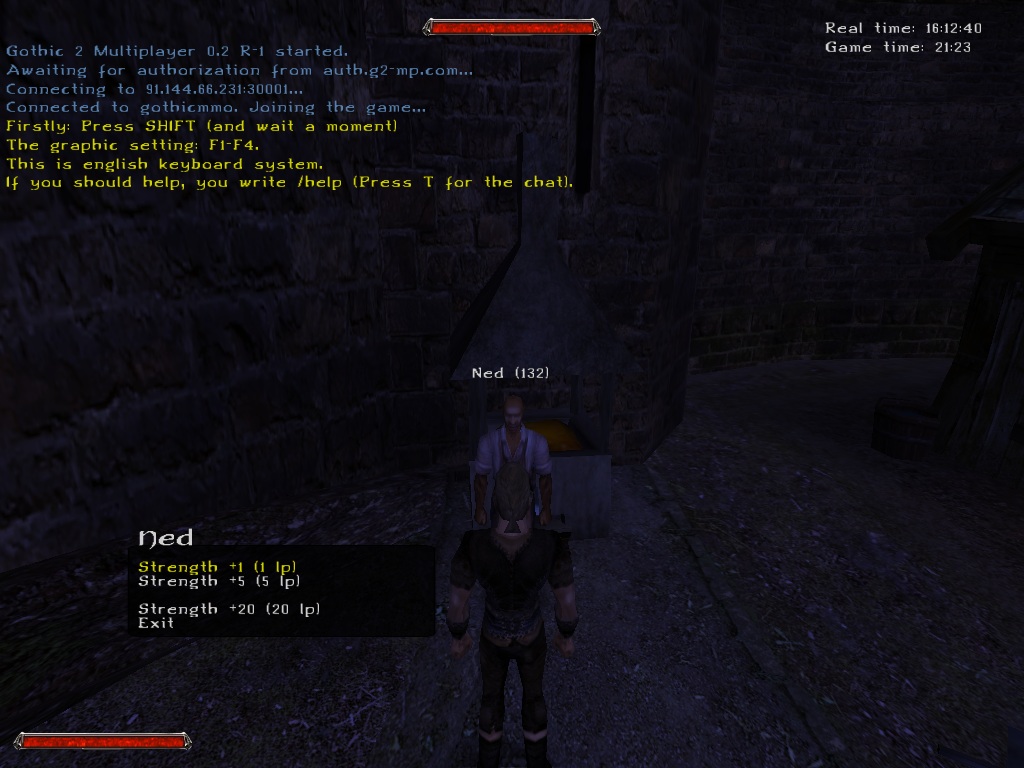 Gothic 2 Multiplayer 0.2 R-1 started.
Awaiting for authorization from auth.g2-mp.com...
Connecting to 91.144.66.231:30001...
Connected to gothicmmo. Joining the game...
Firstly: Press SHIFT (and wait a moment)
The graphic setting: F1-F4.
This is english keyboard system.
If you should help, you write /help (Press T for the chat).
Real time: 16:12:40
Game time: 21:23
Ned (132)
Ned
Strength +1 (1 lp)
Strength +5 (5 lp)
Strength +20 (20 lp)
Exit